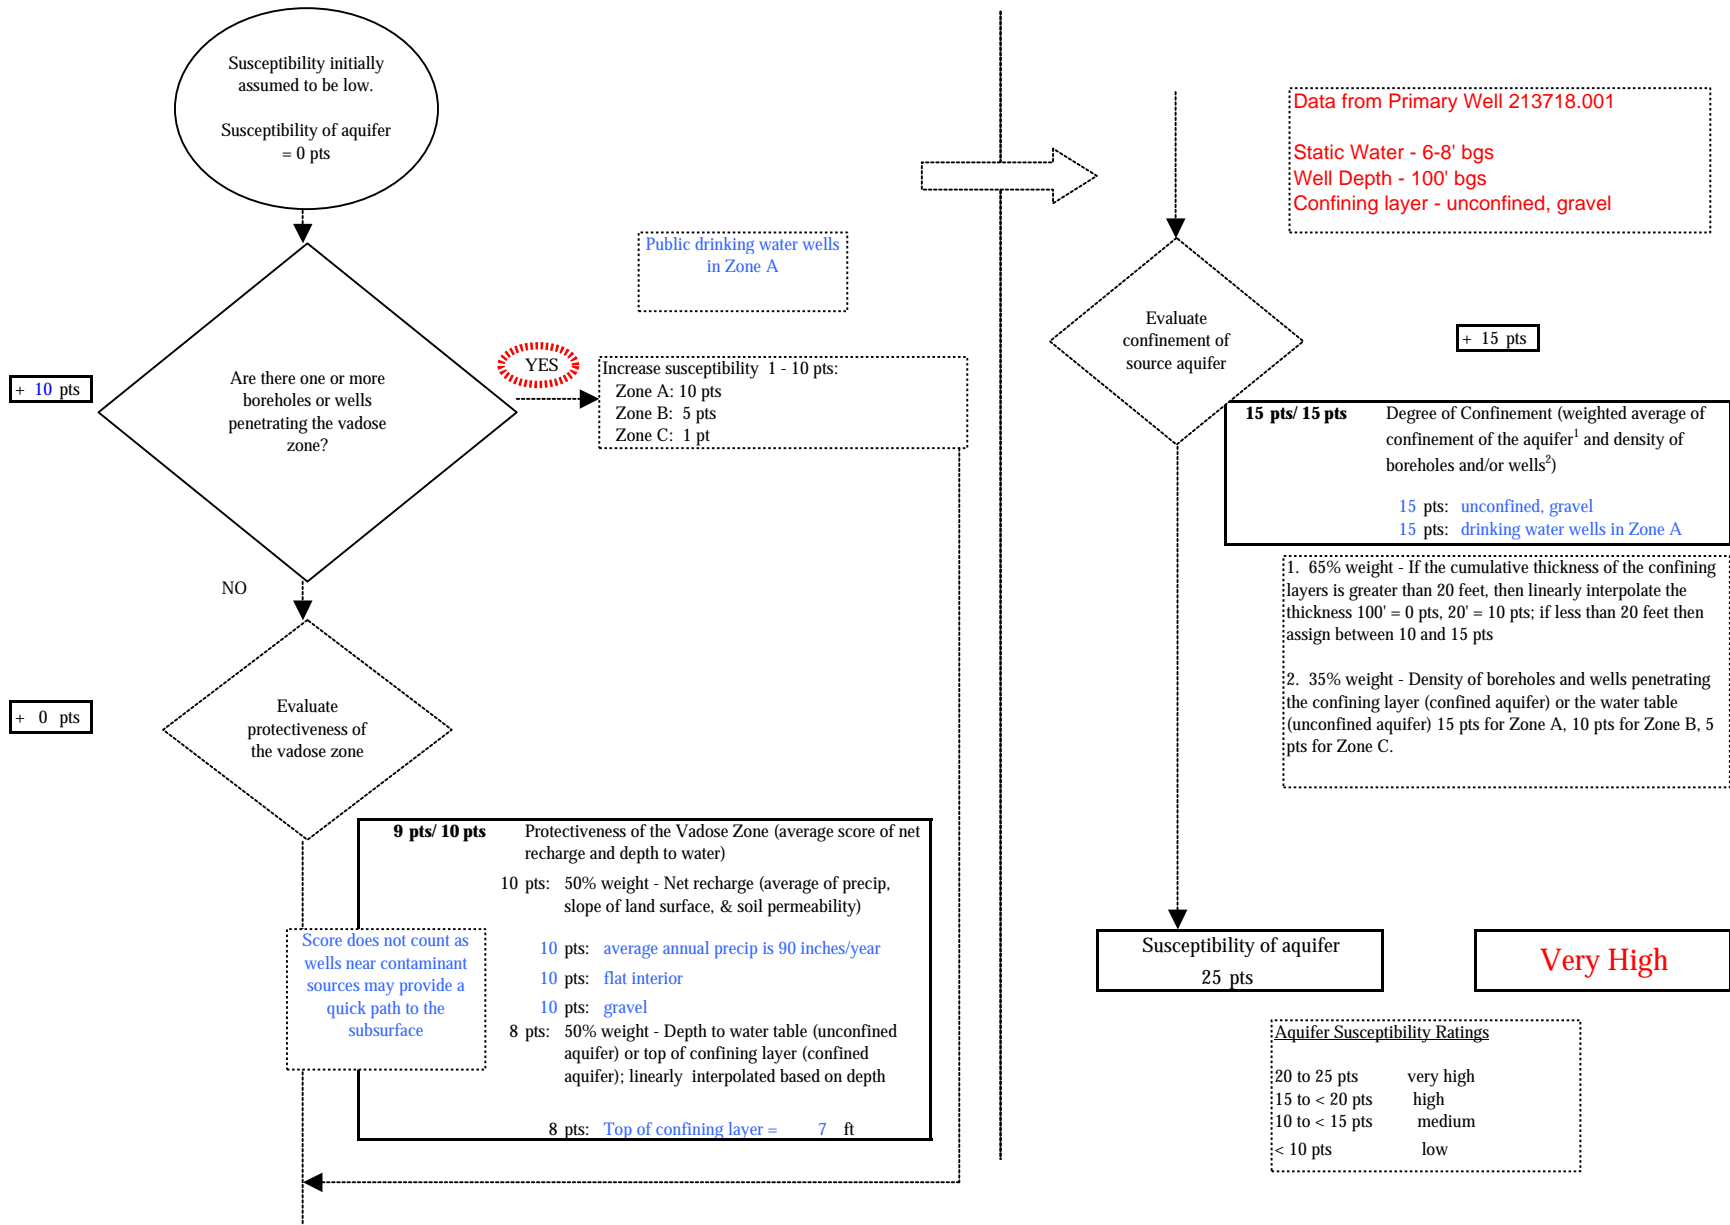 Susceptibility initially
assumed to be low.
Susceptibility of aquifer
= 0 pts
Public drinking water wells
in Zone A
+ 10 pts
Are there one or more
boreholes or wells
penetrating the vadose
zone?
YES
Increase susceptibility 1 - 10 pts:
Zone A: 10 pts
Zone B: 5 pts
Zone C: 1 pt
NO
+ 0 pts
Evaluate
protectiveness of
the vadose zone
9 pts/ 10 pts Protectiveness of the Vadose Zone (average score of net
recharge and depth to water)
10 pts: 50% weight - Net recharge (average of precip,
slope of land surface, & soil permeability)
10 pts: average annual precip is 90 inches/year
10 pts: flat interior
10 pts: gravel
8 pts: 50% weight - Depth to water table (unconfined
aquifer) or top of confining layer (confined
aquifer); linearly interpolated based on depth
8 pts: Top of confining layer = 7 ft
Score does not count as
wells near contaminant
sources may provide a
quick path to the
subsurface
Data from Primary Well 213718.001
Static Water - 6-8' bgs
Well Depth - 100' bgs
Confining layer - unconfined, gravel
Evaluate
confinement of
source aquifer
+ 15 pts
15 pts/ 15 pts Degree of Confinement (weighted average of
confinement of the aquifer¹ and density of
boreholes and/or wells²)
15 pts: unconfined, gravel
15 pts: drinking water wells in Zone A
1. 65% weight - If the cumulative thickness of the confining
layers is greater than 20 feet, then linearly interpolate the
thickness 100' = 0 pts, 20' = 10 pts; if less than 20 feet then
assign between 10 and 15 pts
2. 35% weight - Density of boreholes and wells penetrating
the confining layer (confined aquifer) or the water table
(unconfined aquifer) 15 pts for Zone A, 10 pts for Zone B, 5
pts for Zone C.
Susceptibility of aquifer
25 pts
Very High
Aquifer Susceptibility Ratings
20 to 25 pts very high
15 to < 20 pts high
10 to < 15 pts medium
< 10 pts low